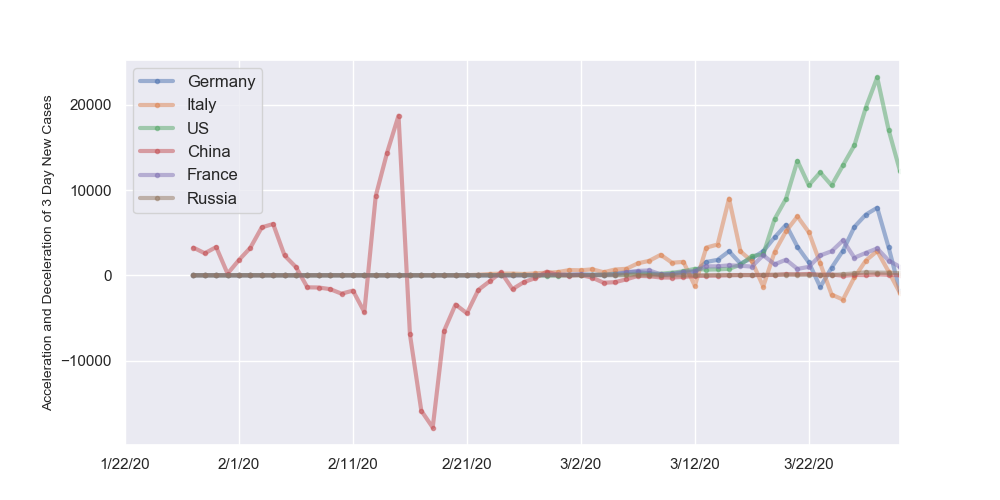 Acceleration and Deceleration of 3 Day New Cases
20000
10000
0
−10000
Germany
Italy
US
China
France
Russia
1/22/20 2/1/20 2/11/20 2/21/20 3/2/20 3/12/20 3/22/20